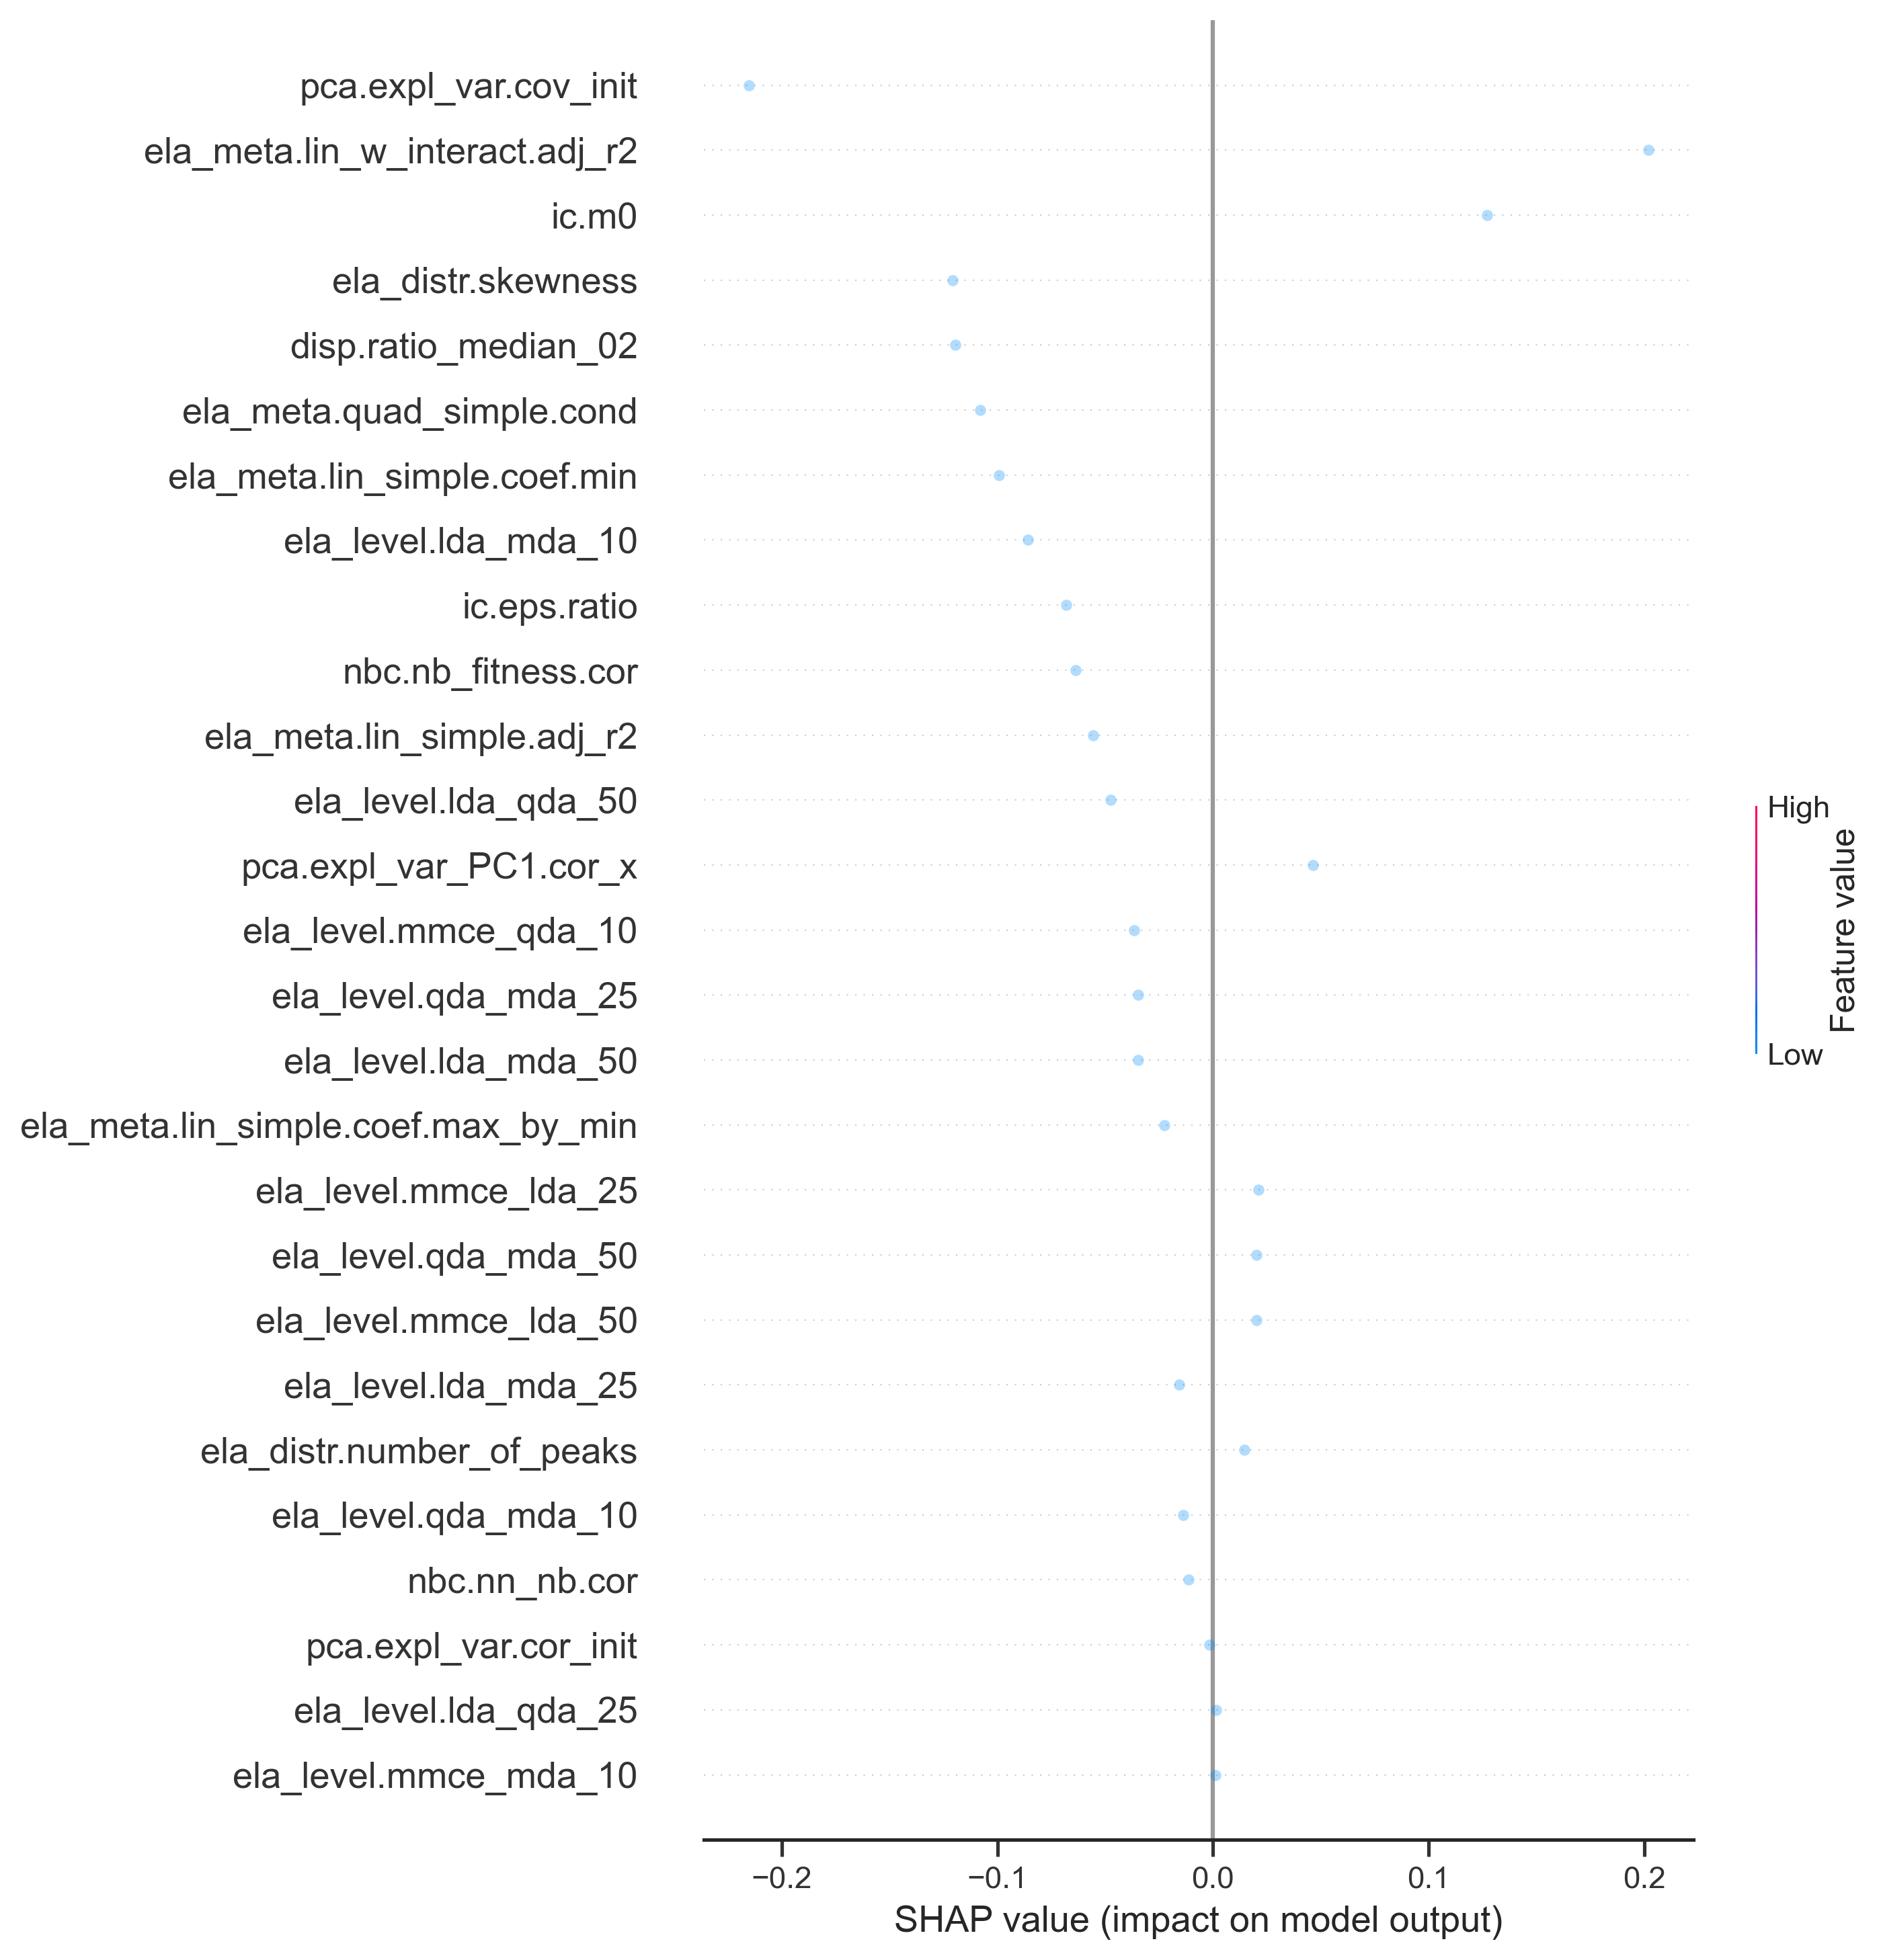 pca.expl_var.cov_init
ela_meta.lin_w_interact.adj_r2
ic.m0
ela_distr.skewness
disp.ratio_median_02
ela_meta.quad_simple.cond
ela_meta.lin_simple.coef.min
ela_level.lda_mda_10
ic.eps.ratio
nbc.nb_fitness.cor
ela_meta.lin_simple.adj_r2
ela_level.lda_qda_50
pca.expl_var_PC1.cor_x
ela_level.mmce_qda_10
ela_level.qda_mda_25
ela_level.lda_mda_50
ela_meta.lin_simple.coef.max_by_min
ela_level.mmce_lda_25
ela_level.qda_mda_50
ela_level.mmce_lda_50
ela_level.lda_mda_25
ela_distr.number_of_peaks
ela_level.qda_mda_10
nbc.nn_nb.cor
pca.expl_var.cor_init
ela_level.lda_qda_25
ela_level.mmce_mda_10
−0.2 −0.1 0.0 0.1 0.2
SHAP value (impact on model output)
High
Feature value
Low